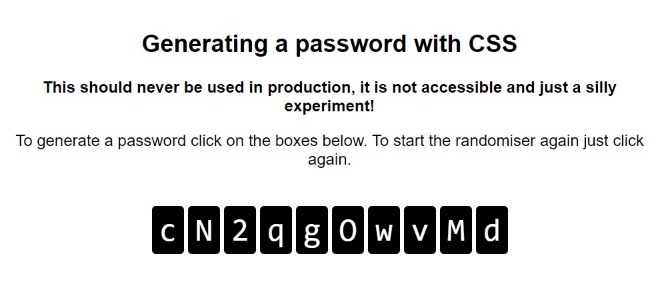 Generating a password with CSS
This should never be used in production, it is not accessible and just a silly
experiment!
To generate a password click on the boxes below. To start the randomiser again just click
again.
cN2qgOwvMd